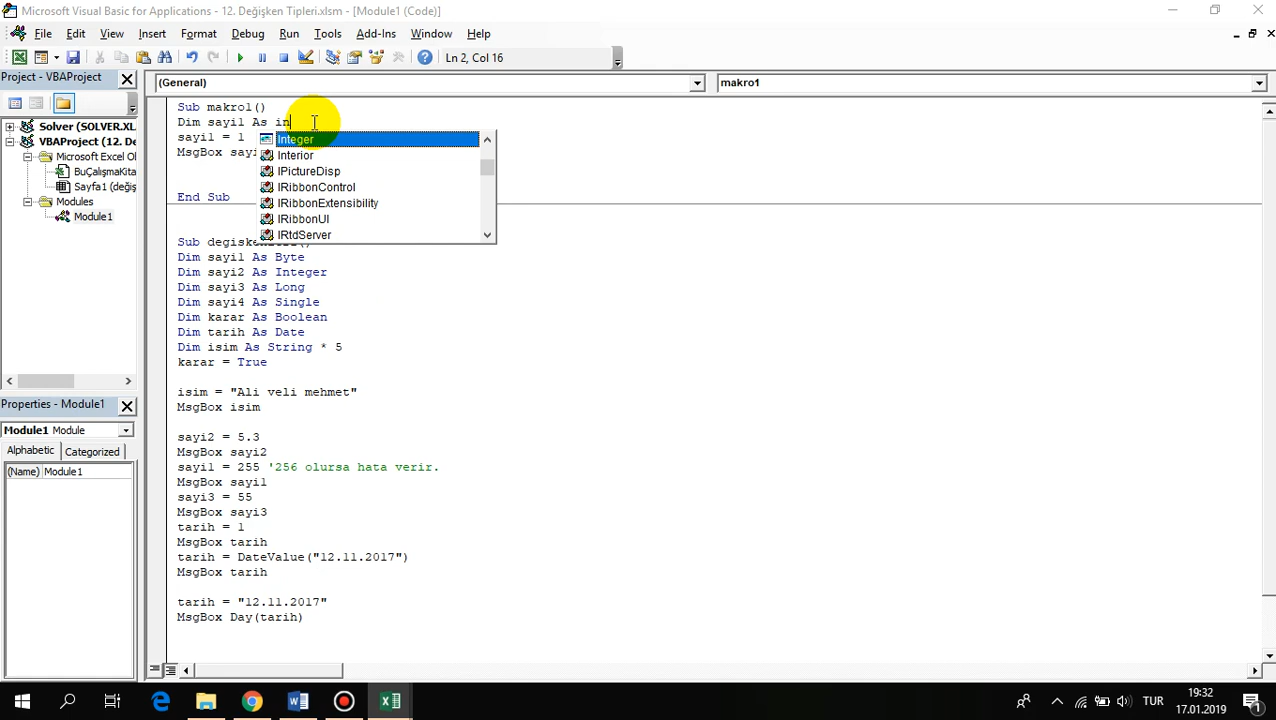 Microsoft Visual Basic for Applications - 12. Değişken Tipleri.xlsm - [Module1 (Code)]
File Edit View Insert Format Debug Run Tools Add-Ins Window Help
Ln 2, Col 16
Project - VBAProject
(General)
makro1
Solver (SOLVER.XL
VBAProject (12. De
Microsoft Excel Ol
BuÇalışmaKita
Sayfa1 (değiş
Modules
Module1
Properties - Module1
Module1 Module
Alphabetic Categorized
(Name) Module1
Sub makro1()
Dim sayi1 As in
sayi1 = 1
MsgBox sayi
Integer
Interior
IPictureDisp
IRibbonControl
IRibbonExtensibility
IRibbonUI
IRtdServer
End Sub
Sub degisken
Dim sayi1 As Byte
Dim sayi2 As Integer
Dim sayi3 As Long
Dim sayi4 As Single
Dim karar As Boolean
Dim tarih As Date
Dim isim As String * 5
karar = True
isim = "Ali veli mehmet"
MsgBox isim
sayi2 = 5.3
MsgBox sayi2
sayi1 = 255 '256 olursa hata verir.
MsgBox sayi1
sayi3 = 55
MsgBox sayi3
tarih = 1
MsgBox tarih
tarih = DateValue("12.11.2017")
MsgBox tarih
tarih = "12.11.2017"
MsgBox Day(tarih)
TUR
19:32
17.01.2019
1